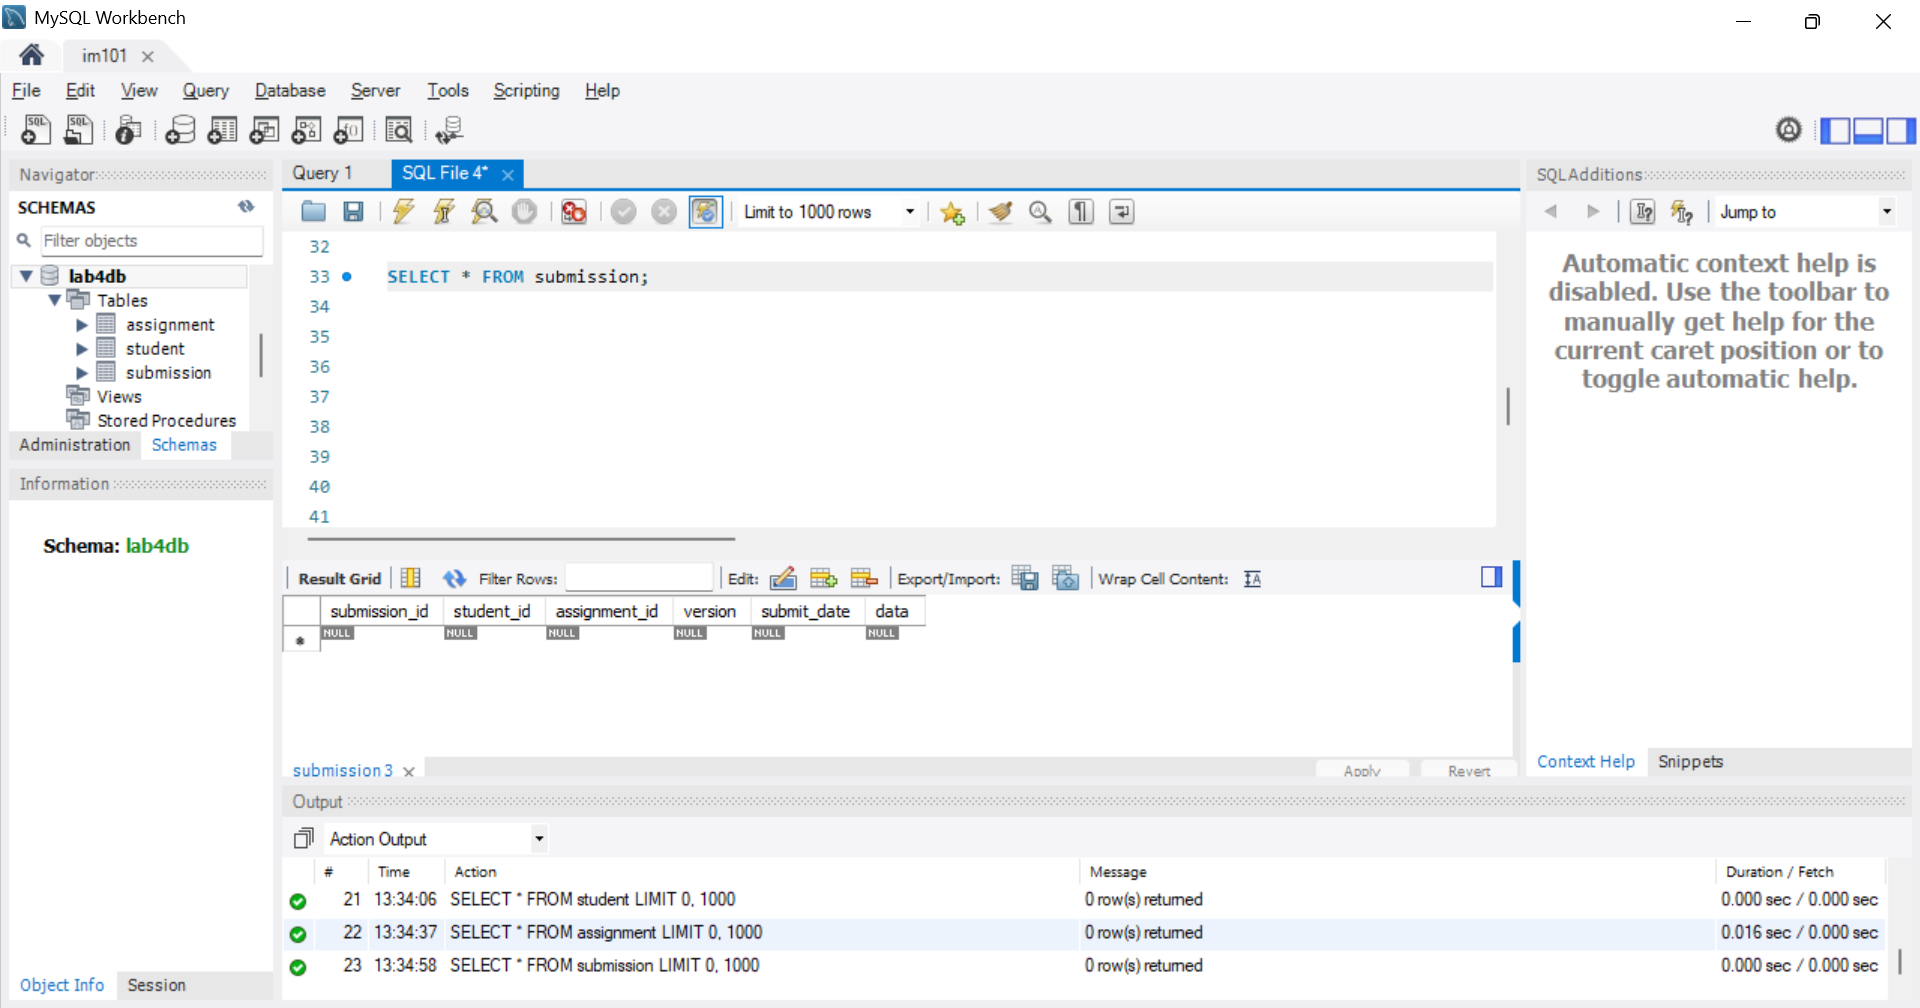 MySQL Workbench
im101
File Edit View Query Database Server Tools Scripting Help
Navigator
SCHEMAS
Filter objects
lab4db
Tables
assignment
student
submission
Views
Stored Procedures
Administration Schemas
Information
Schema: lab4db
Object Info Session
Query 1 SQL File 4*
Limit to 1000 rows
32
33 SELECT * FROM submission;
34
35
36
37
38
39
40
41
Result Grid Filter Rows: Edit: Export/Import: Wrap Cell Content:
submission_id student_id assignment_id version submit_date data
* NULL NULL NULL NULL NULL NULL
submission 3 Apply Revert
Output
Action Output
# Time Action Message Duration / Fetch
21 13:34:06 SELECT * FROM student LIMIT 0, 1000 0 row(s) returned 0.000 sec / 0.000 sec
22 13:34:37 SELECT * FROM assignment LIMIT 0, 1000 0 row(s) returned 0.016 sec / 0.000 sec
23 13:34:58 SELECT * FROM submission LIMIT 0, 1000 0 row(s) returned 0.000 sec / 0.000 sec
SQLAdditions
Jump to
Automatic context help is
disabled. Use the toolbar to
manually get help for the
current caret position or to
toggle automatic help.
Context Help Snippets